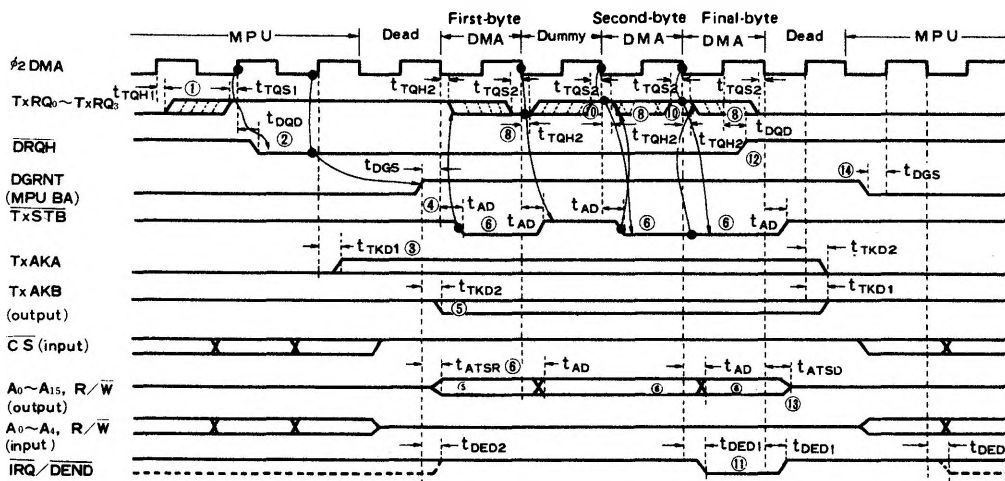 First-byte Second-byte Final-byte
MPU Dead DMA Dummy DMA DMA Dead MPU
φ2 DMA
tTQH1 ① tTQS1 tTQH2 tTQS2 tTQS2 tTQS2
TxRQ0~TxRQ3
⑩ ⑧ ⑩ ⑧
tDQD ② ⑧ tTQH2 tTQH2 tTQH2 tDQD
DRQH ⑫
tDGS ⑭ tDGS
DGRNT
(MPU BA)
④ tAD tAD tAD
TxSTB ⑥ ⑥ ⑥ tAD
tTKD1 ③ tTKD2
TxAKA
TxAKB tTKD2 tTKD1
(output) ⑤
CS (input)
tATSR ⑥ tAD tAD tATSD
A0~A15, R/W
(output) ⑬
A0~A4, R/W
(input)
tDED2 tDED1 tDED1 tDED
IRQ/DEND ⑪